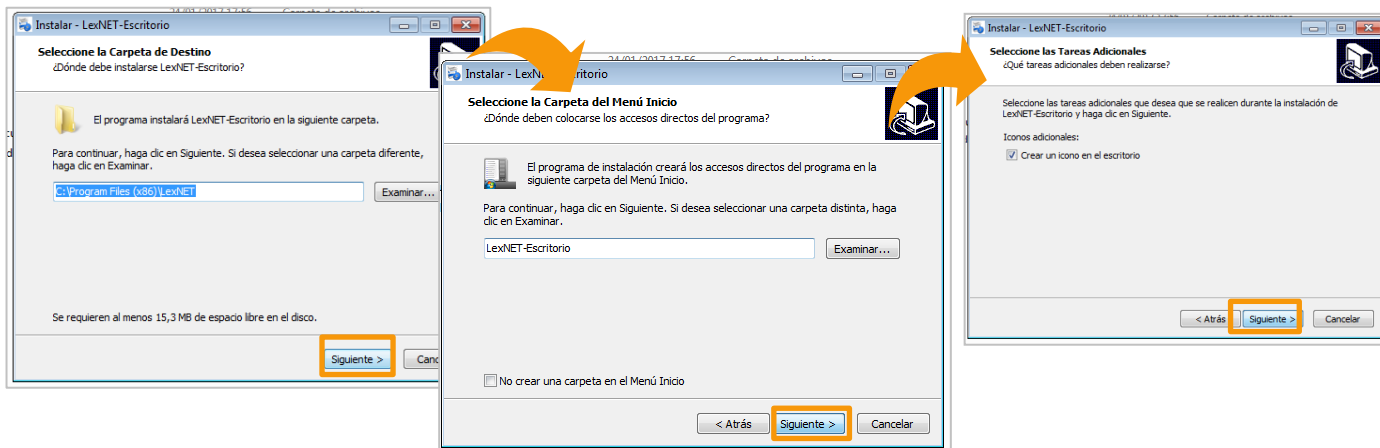 Instalar - LexNET-Escritorio
Seleccione la Carpeta de Destino
¿Dónde debe instalarse LexNET-Escritorio?
El programa instalará LexNET-Escritorio en la siguiente carpeta.
Para continuar, haga clic en Siguiente. Si desea seleccionar una carpeta diferente,
haga clic en Examinar.
C:\Program Files (x86)\LexNET
Examinar...
Se requieren al menos 15,3 MB de espacio libre en el disco.
Siguiente >
Canc
Instalar - LexN
critorio
Seleccione la Carpeta del Menú Inicio
¿Dónde deben colocarse los accesos directos del programa?
El programa de instalación creará los accesos directos del programa en la
siguiente carpeta del Menú Inicio.
Para continuar, haga clic en Siguiente. Si desea seleccionar una carpeta distinta, haga
clic en Examinar.
LexNET-Escritorio
Examinar...
No crear una carpeta en el Menú Inicio
< Atrás
Siguiente >
Cancelar
Instalar - LexNET-Escritorio
Seleccione las Tareas Adicionales
¿Qué tareas adicionales deben realizarse?
Seleccione las tareas adicionales que desea que se realicen durante la instalación de
LexNET-Escritorio y haga clic en Siguiente.
Iconos adicionales:
Crear un icono en el escritorio
< Atrás
Siguiente >
Cancelar